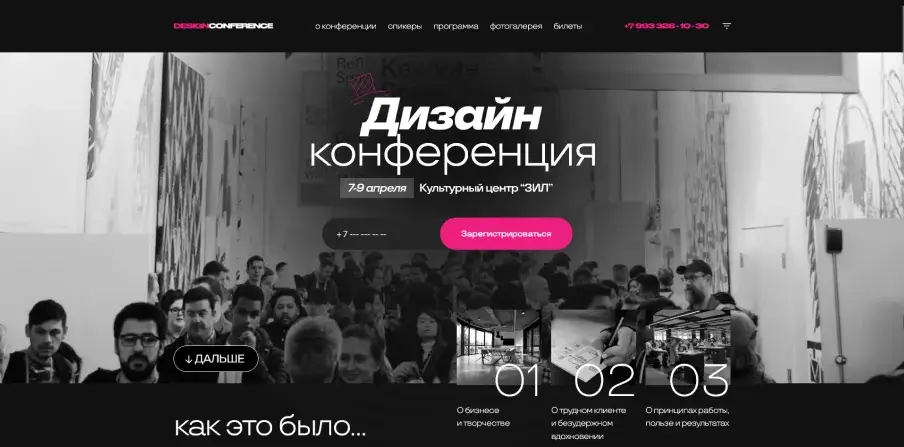 DESIGNCONFERENCE
о конференции спикеры программа фотогалерея билеты
+7 993 326 - 10 - 30
Дизайн
конференция
7-9 апреля Культурный центр “ЗИЛ”
+ 7 --- --- -- --
Зарегистрироваться
↓ ДАЛЬШЕ
01
02
03
О бизнесе
и творчестве
О трудном клиенте
и безудержном
вдохновении
О принципах работы,
пользе и результатах
как это было...